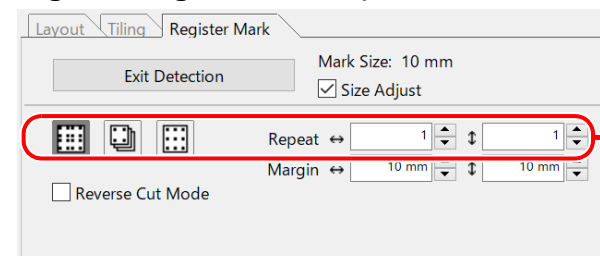 Layout Tiling Register Mark
Exit Detection
Mark Size: 10 mm
Size Adjust
Repeat ↔ 1 ↕ 1
Margin ↔ 10 mm ↕ 10 mm
Reverse Cut Mode